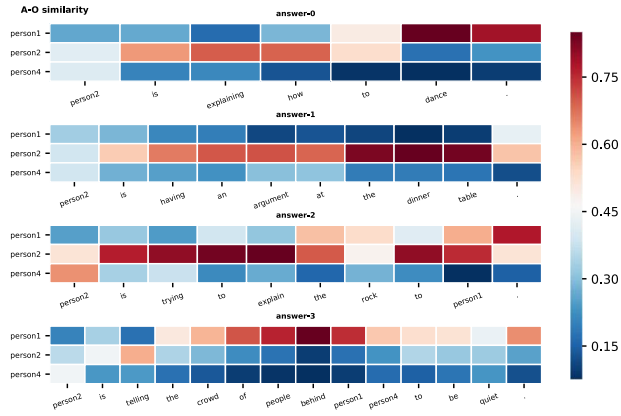 A-O similarity
answer-0
person1
person2
person4
person2 is explaining how to dance .
answer-1
person1
person2
person4
person2 is having an argument at the dinner table .
answer-2
person1
person2
person4
person2 is trying to explain the rock to person1 .
answer-3
person1
person2
person4
person2 is telling the crowd of people behind person1 person4 to be quiet .
0.75
0.60
0.45
0.30
0.15